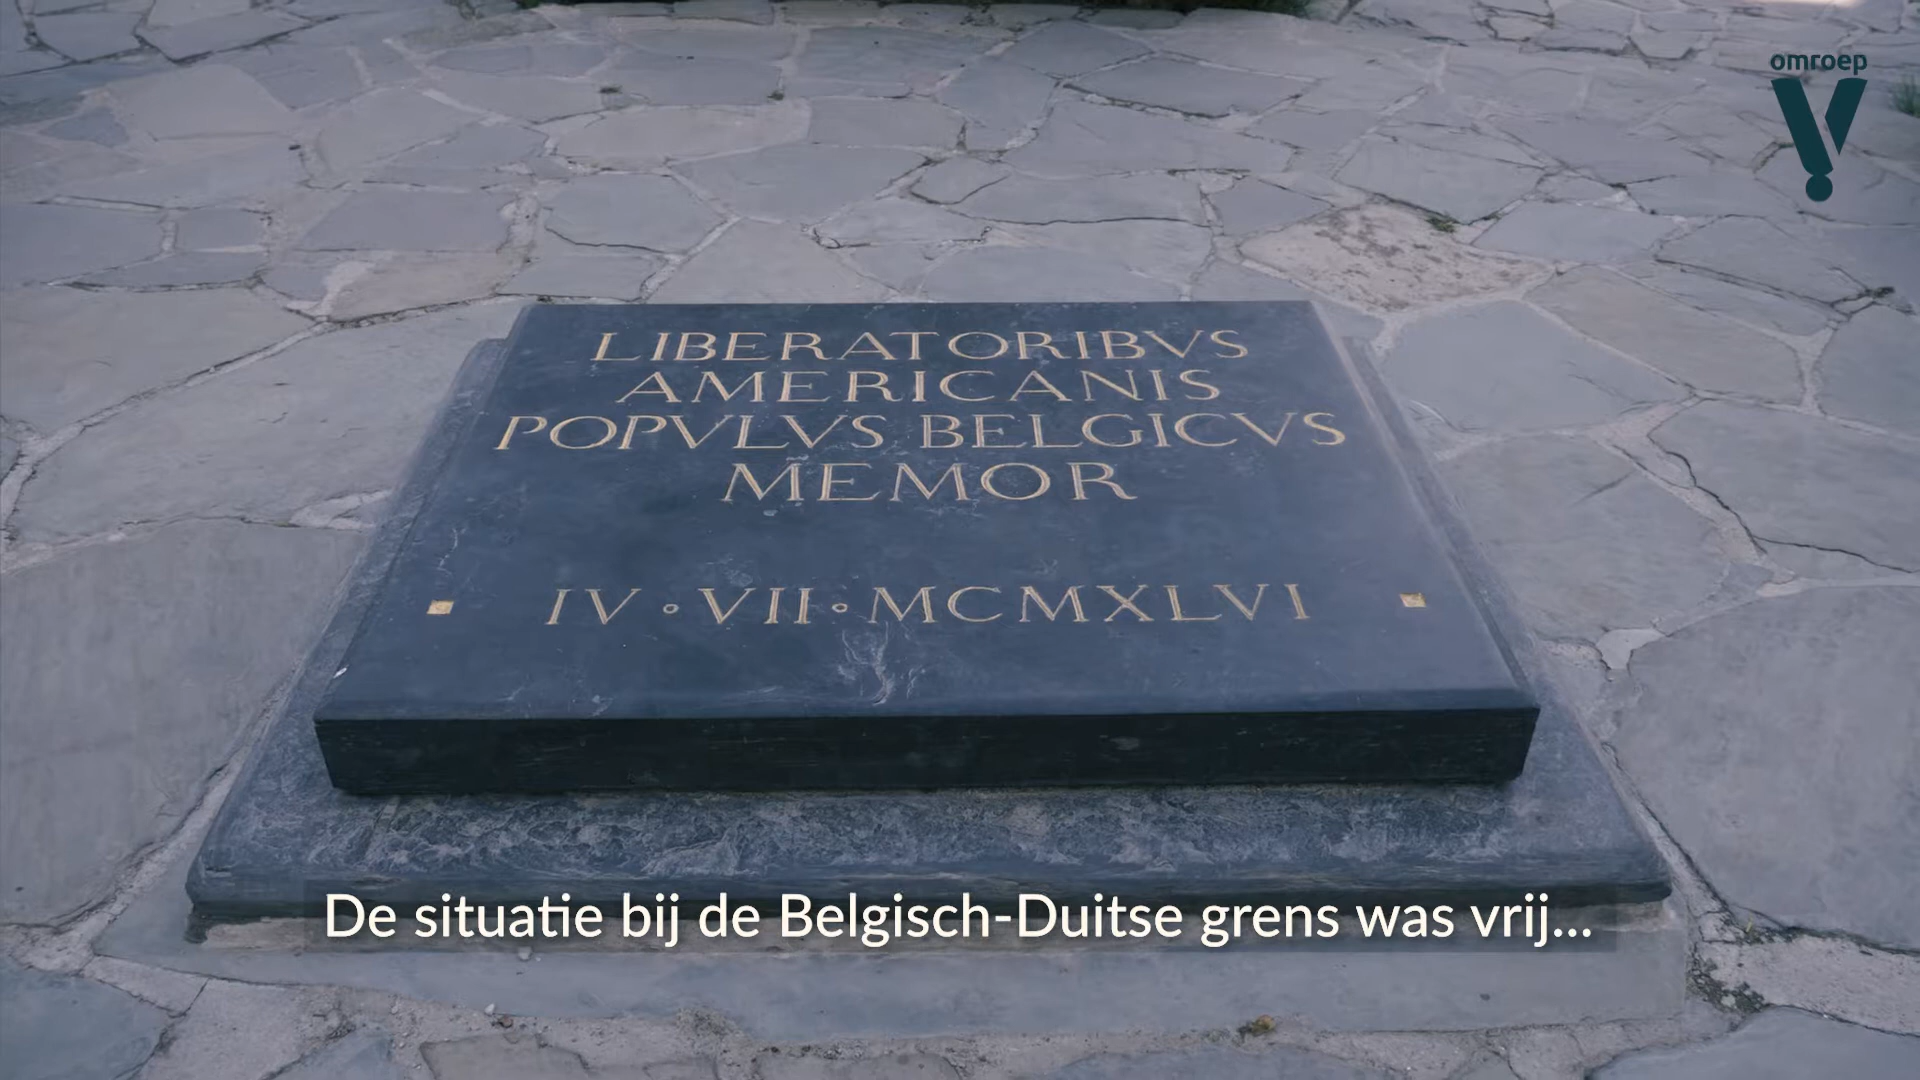 omroep
LIBERATORIBVS
AMERICANIS
POPVLVS BELGICVS
MEMOR
IV∘VII∘MCMXLVI
De situatie bij de Belgisch-Duitse grens was vrij...